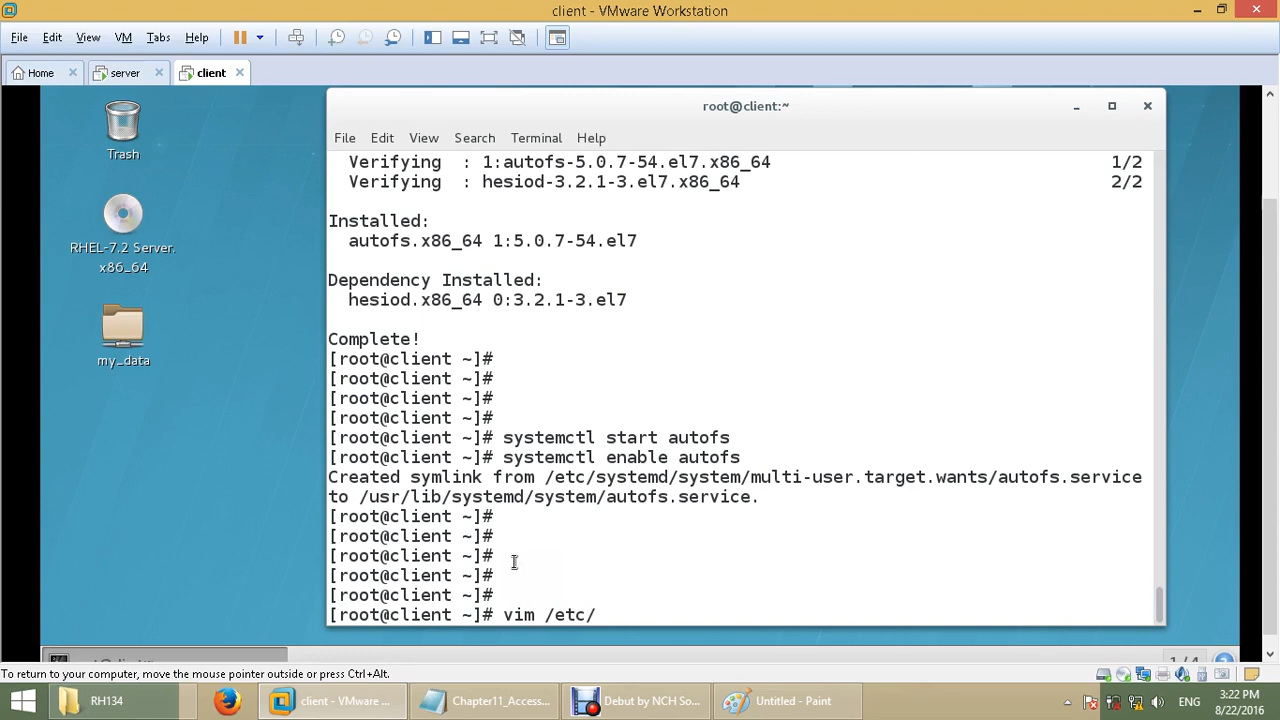 client - VMware Workstation
File Edit View VM Tabs Help
Home server client
Trash
RHEL-7.2 Server.
x86_64
my_data
root@client:~
File Edit View Search Terminal Help
Verifying : 1:autofs-5.0.7-54.el7.x86_64 1/2
Verifying : hesiod-3.2.1-3.el7.x86_64 2/2
Installed:
autofs.x86_64 1:5.0.7-54.el7
Dependency Installed:
hesiod.x86_64 0:3.2.1-3.el7
Complete!
[root@client ~]#
[root@client ~]#
[root@client ~]#
[root@client ~]#
[root@client ~]# systemctl start autofs
[root@client ~]# systemctl enable autofs
Created symlink from /etc/systemd/system/multi-user.target.wants/autofs.service
to /usr/lib/systemd/system/autofs.service.
[root@client ~]#
[root@client ~]#
[root@client ~]#
[root@client ~]#
[root@client ~]#
[root@client ~]# vim /etc/
1/4
To return to your computer, move the mouse pointer outside or press Ctrl+Alt.
RH134 client - VMware ... Chapter11_Access... Debut by NCH So... Untitled - Paint ENG 3:22 PM
8/22/2016